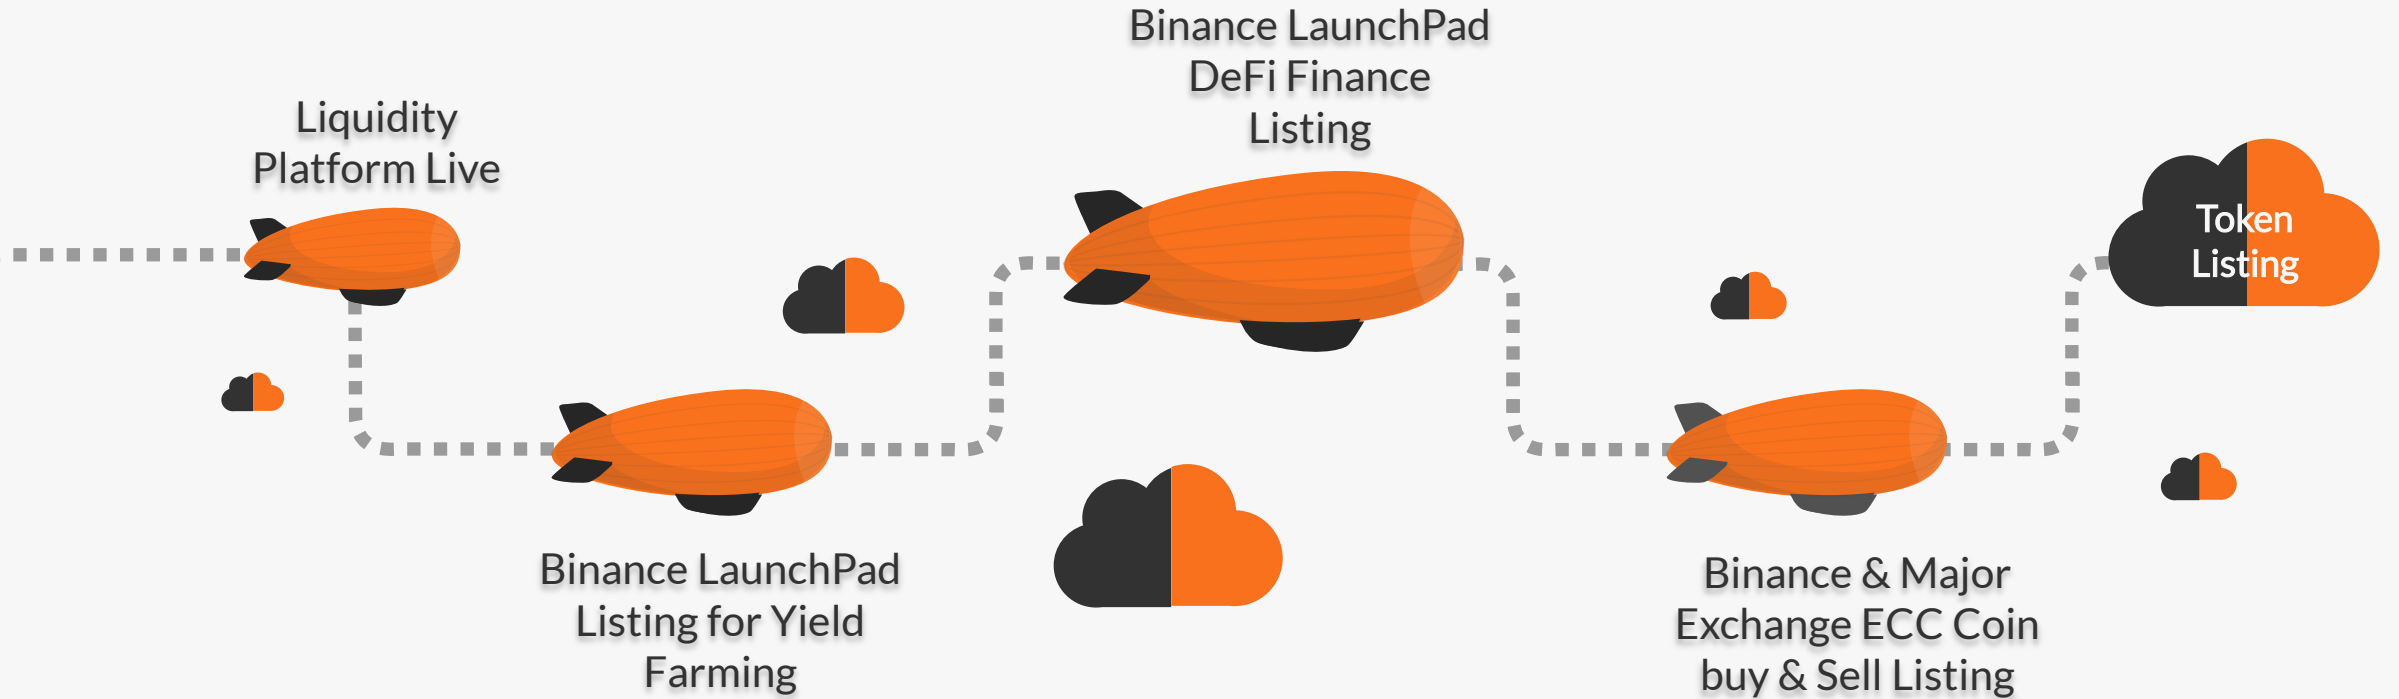 Liquidity
Platform Live
Binance LaunchPad
Listing for Yield
Farming
Binance LaunchPad
DeFi Finance
Listing
Binance & Major
Exchange ECC Coin
buy & Sell Listing
Token
Listing